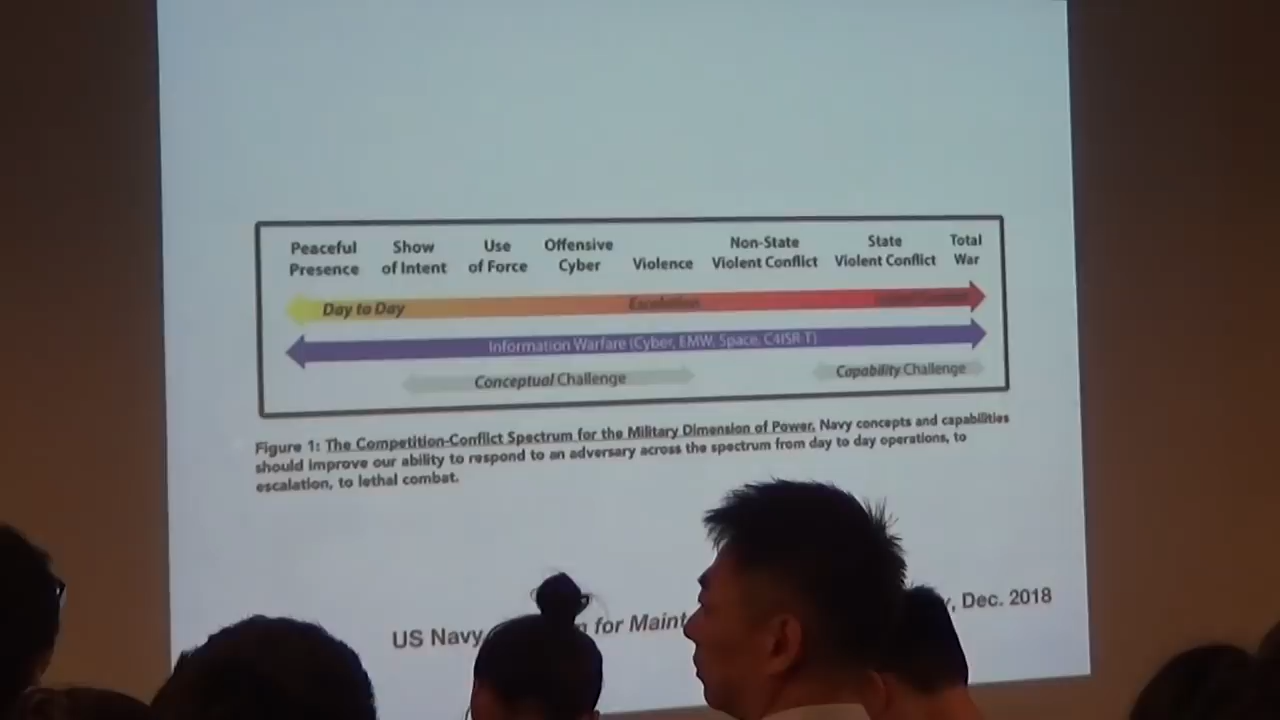 Peaceful Presence
Show of Intent
Use of Force
Offensive Cyber
Violence
Non-State Violent Conflict
State Violent Conflict
Total War
Day to Day
Escalation
Information Warfare (Cyber, EMW, Space, C4ISR-T)
Conceptual Challenge
Capability Challenge
Figure 1: The Competition-Conflict Spectrum for the Military Dimension of Power. Navy concepts and capabilities
should improve our ability to respond to an adversary across the spectrum from day to day operations, to
escalation, to lethal combat.
US Navy for Maint , Dec. 2018